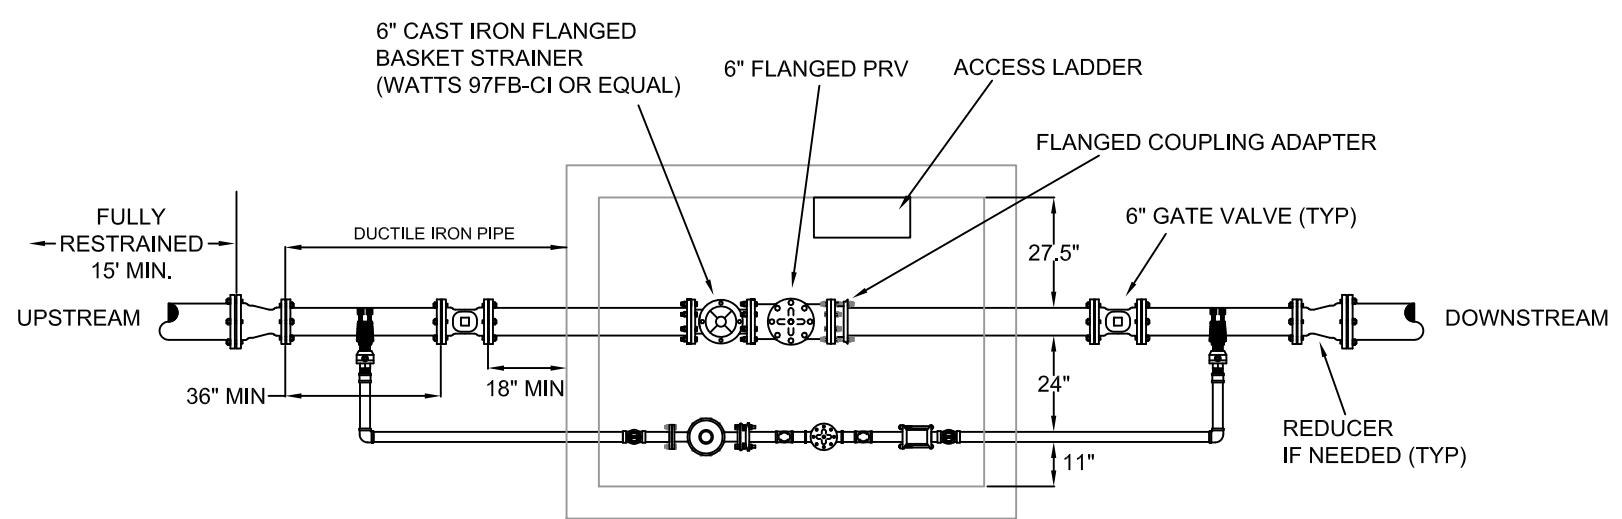 6" CAST IRON FLANGED
BASKET STRAINER
(WATTS 97FB-CI OR EQUAL)
6" FLANGED PRV
ACCESS LADDER
FLANGED COUPLING ADAPTER
6" GATE VALVE (TYP)
FULLY
RESTRAINED
15' MIN.
DUCTILE IRON PIPE
27.5"
UPSTREAM
DOWNSTREAM
36" MIN
18" MIN
24"
11"
REDUCER
IF NEEDED (TYP)